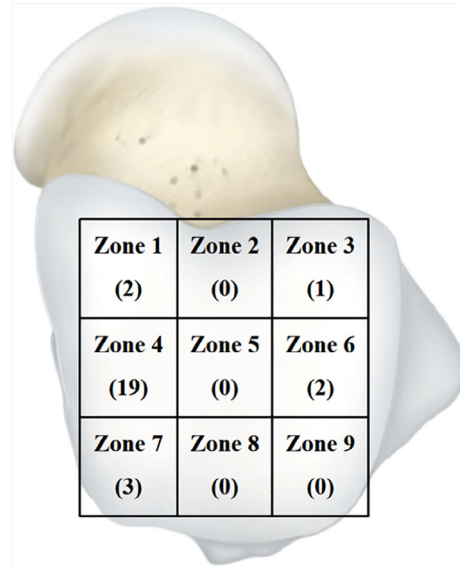 Zone 1 Zone 2 Zone 3
(2) (0) (1)
Zone 4 Zone 5 Zone 6
(19) (0) (2)
Zone 7 Zone 8 Zone 9
(3) (0) (0)